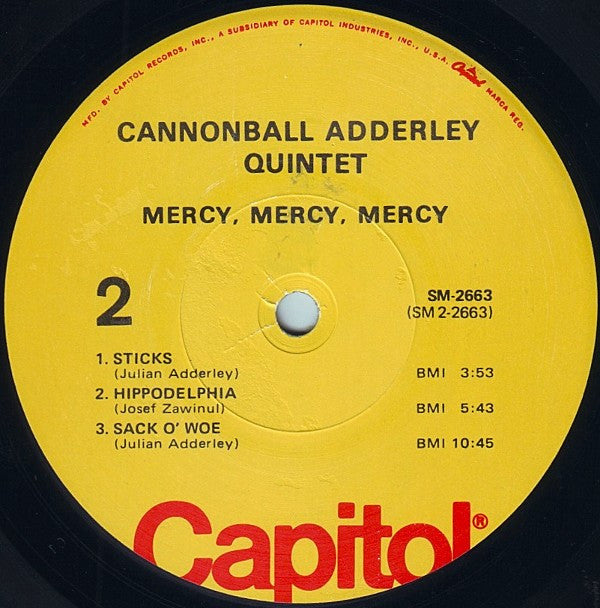 MFD. BY CAPITOL RECORDS, INC., A SUBSIDIARY OF CAPITOL INDUSTRIES, INC., U.S.A. Capitol MARCA REG.
CANNONBALL ADDERLEY
QUINTET
MERCY, MERCY, MERCY
2
SM-2663
(SM 2-2663)
1. STICKS
(Julian Adderley) BMI 3:53
2. HIPPODELPHIA
(Josef Zawinul) BMI 5:43
3. SACK O' WOE
(Julian Adderley) BMI 10:45
Capitol®